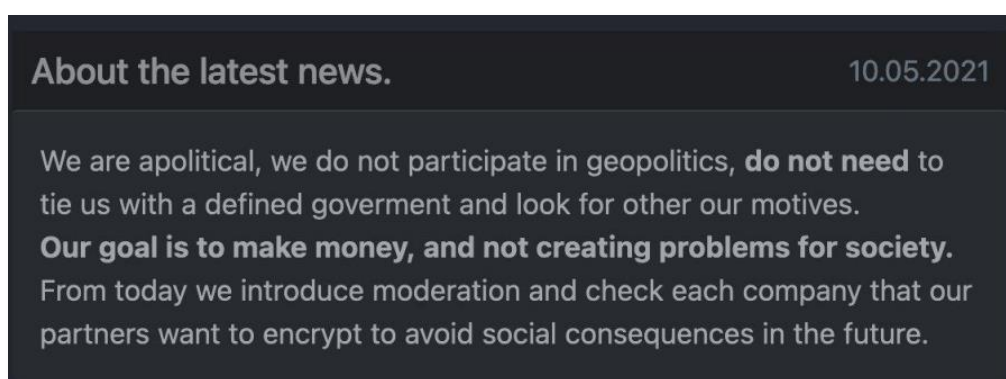 About the latest news.
10.05.2021
We are apolitical, we do not participate in geopolitics, do not need to
tie us with a defined goverment and look for other our motives.
Our goal is to make money, and not creating problems for society.
From today we introduce moderation and check each company that our
partners want to encrypt to avoid social consequences in the future.